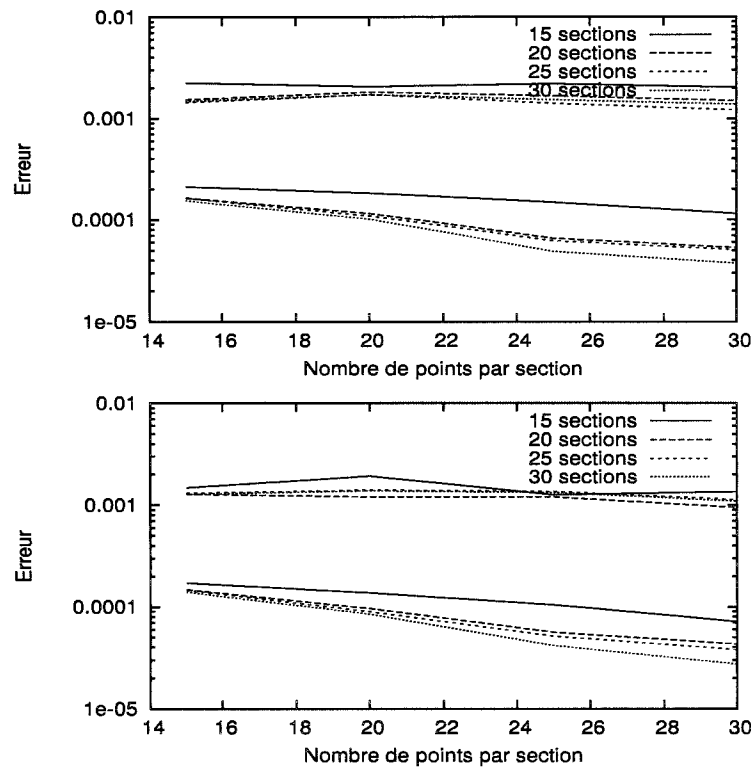 0.01
0.001
0.0001
1e-05
Erreur
15 sections
20 sections
25 sections
30 sections
14 16 18 20 22 24 26 28 30
Nombre de points par section
0.01
0.001
0.0001
1e-05
Erreur
15 sections
20 sections
25 sections
30 sections
14 16 18 20 22 24 26 28 30
Nombre de points par section